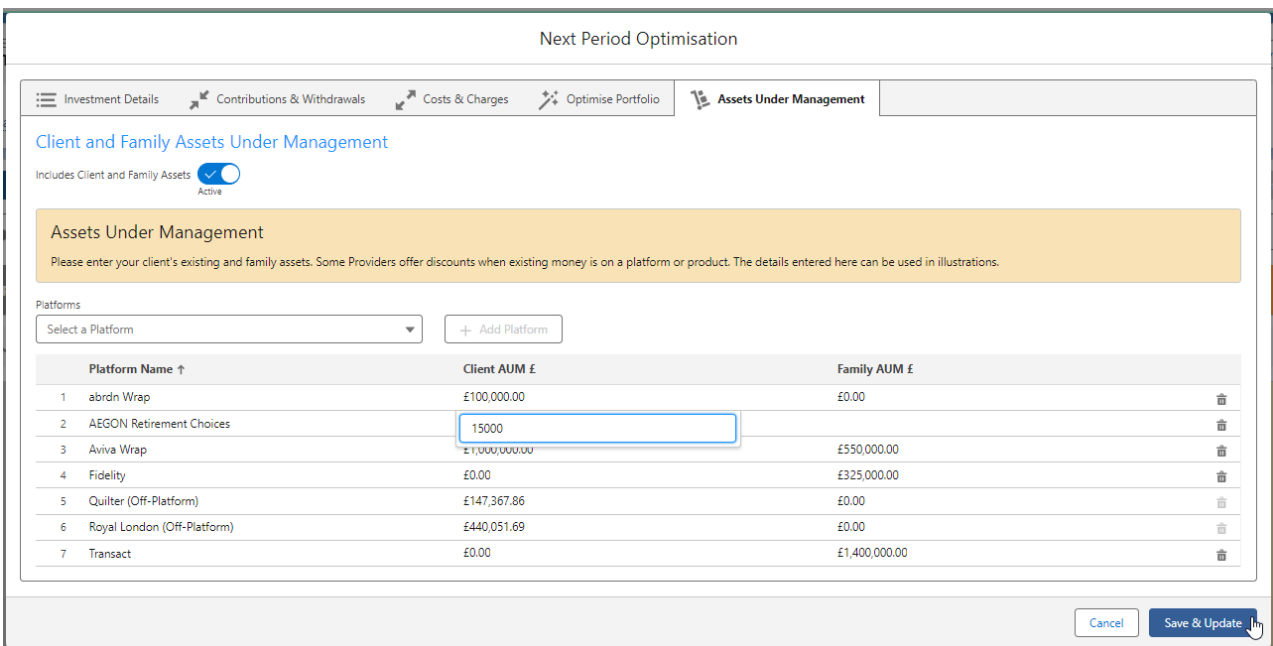 Next Period Optimisation
Investment Details Contributions & Withdrawals Costs & Charges Optimise Portfolio Assets Under Management
Client and Family Assets Under Management
Includes Client and Family Assets
Active
Assets Under Management
Please enter your client's existing and family assets. Some Providers offer discounts when existing money is on a platform or product. The details entered here can be used in illustrations.
Platforms
Select a Platform + Add Platform
Platform Name ↑ Client AUM £ Family AUM £
1 abrdn Wrap £100,000.00 £0.00
2 AEGON Retirement Choices 15000
3 Aviva Wrap £1,000,000.00 £550,000.00
4 Fidelity £0.00 £325,000.00
5 Quilter (Off-Platform) £147,367.86 £0.00
6 Royal London (Off-Platform) £440,051.69 £0.00
7 Transact £0.00 £1,400,000.00
Cancel Save & Update